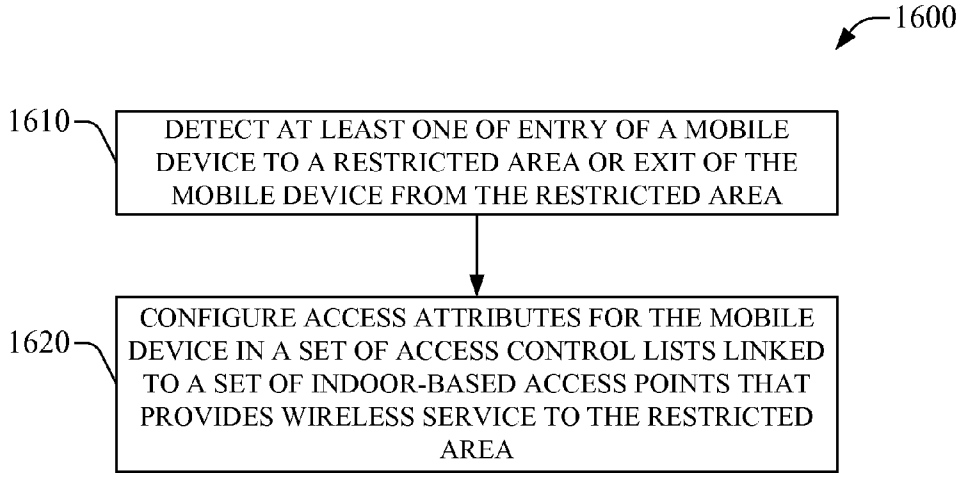 1600
1610
DETECT AT LEAST ONE OF ENTRY OF A MOBILE
DEVICE TO A RESTRICTED AREA OR EXIT OF THE
MOBILE DEVICE FROM THE RESTRICTED AREA
1620
CONFIGURE ACCESS ATTRIBUTES FOR THE MOBILE
DEVICE IN A SET OF ACCESS CONTROL LISTS LINKED
TO A SET OF INDOOR-BASED ACCESS POINTS THAT
PROVIDES WIRELESS SERVICE TO THE RESTRICTED
AREA